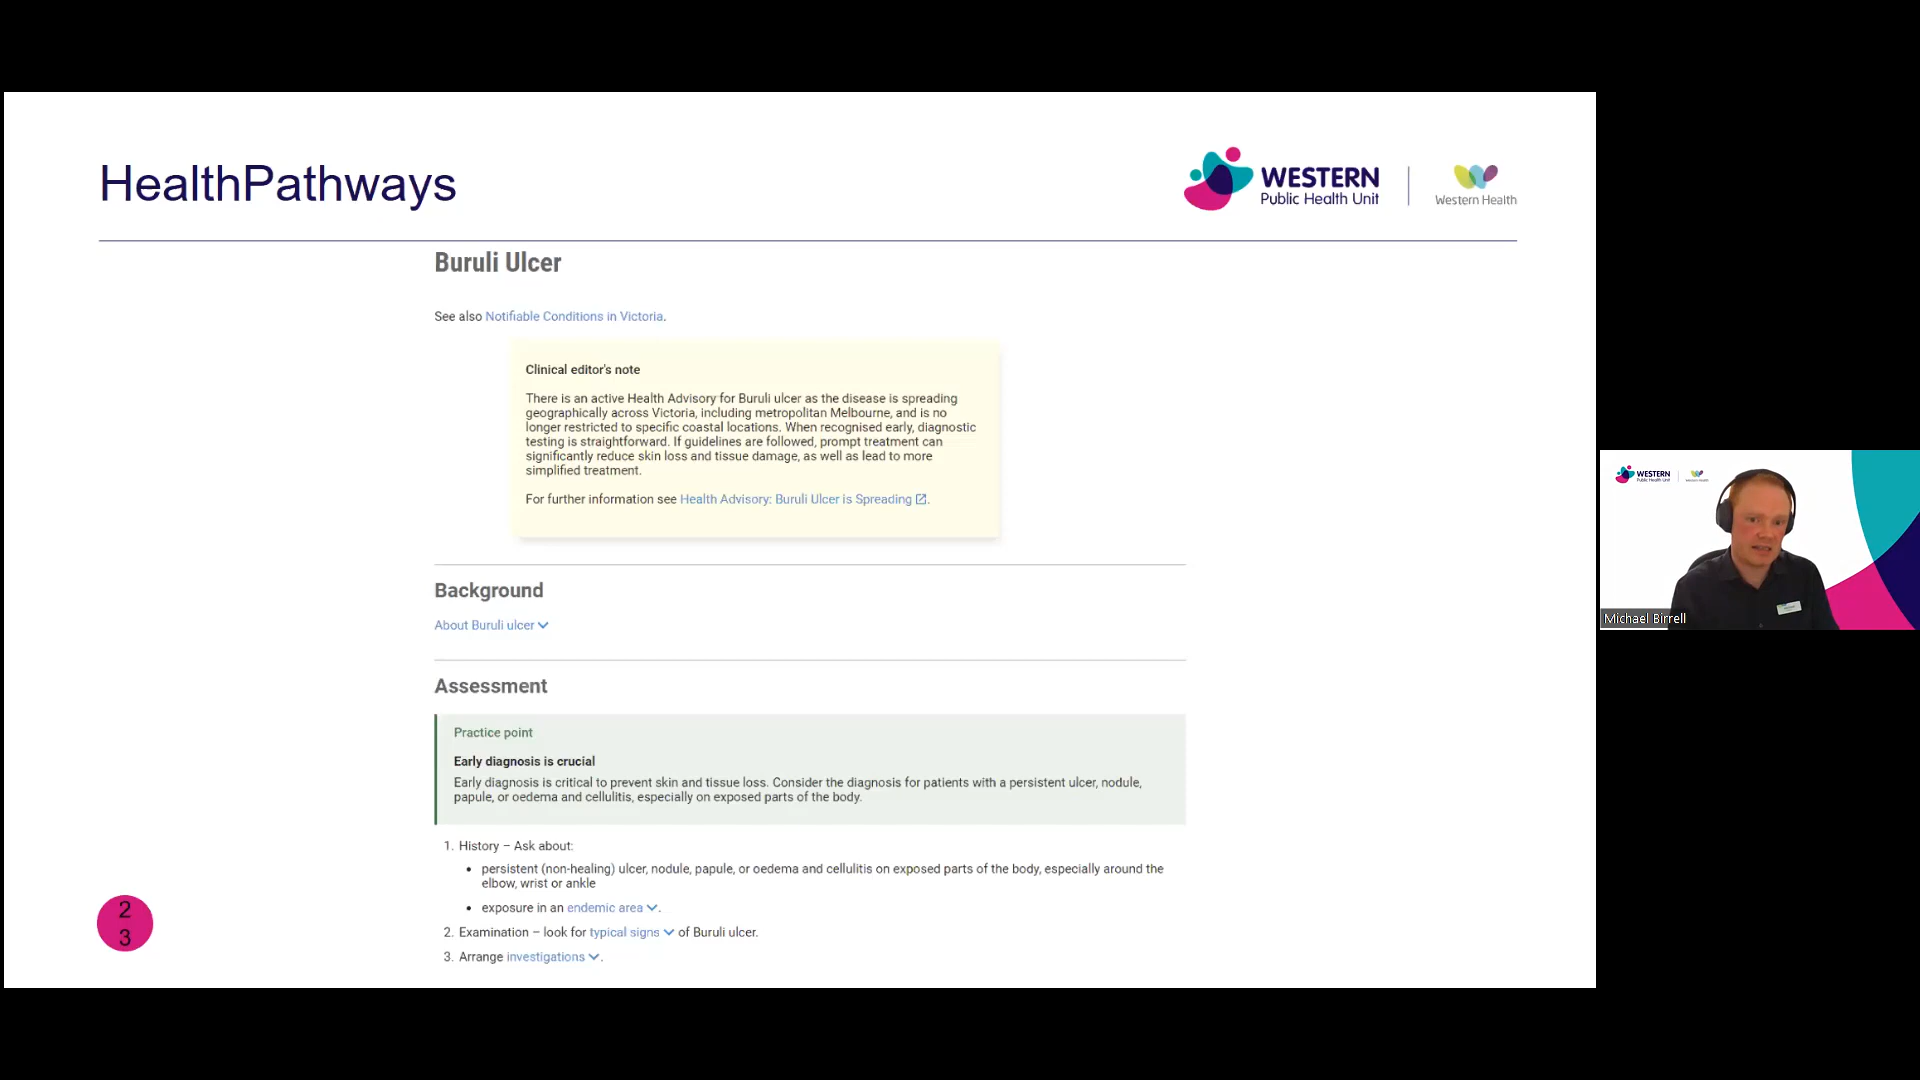 HealthPathways
WESTERN
Public Health Unit
Western Health
Buruli Ulcer
See also Notifiable Conditions in Victoria.
Clinical editor's note
There is an active Health Advisory for Buruli ulcer as the disease is spreading
geographically across Victoria, including metropolitan Melbourne, and is no
longer restricted to specific coastal locations. When recognised early, diagnostic
testing is straightforward. If guidelines are followed, prompt treatment can
significantly reduce skin loss and tissue damage, as well as lead to more
simplified treatment.
For further information see Health Advisory: Buruli Ulcer is Spreading.
Background
About Buruli ulcer
Assessment
Practice point
Early diagnosis is crucial
Early diagnosis is critical to prevent skin and tissue loss. Consider the diagnosis for patients with a persistent ulcer, nodule,
papule, or oedema and cellulitis, especially on exposed parts of the body.
1. History – Ask about:
• persistent (non-healing) ulcer, nodule, papule, or oedema and cellulitis on exposed parts of the body, especially around the
elbow, wrist or ankle
• exposure in an endemic area.
2. Examination – look for typical signs of Buruli ulcer.
3. Arrange investigations.
2
3
WESTERN
Public Health Unit
Michael Birrell